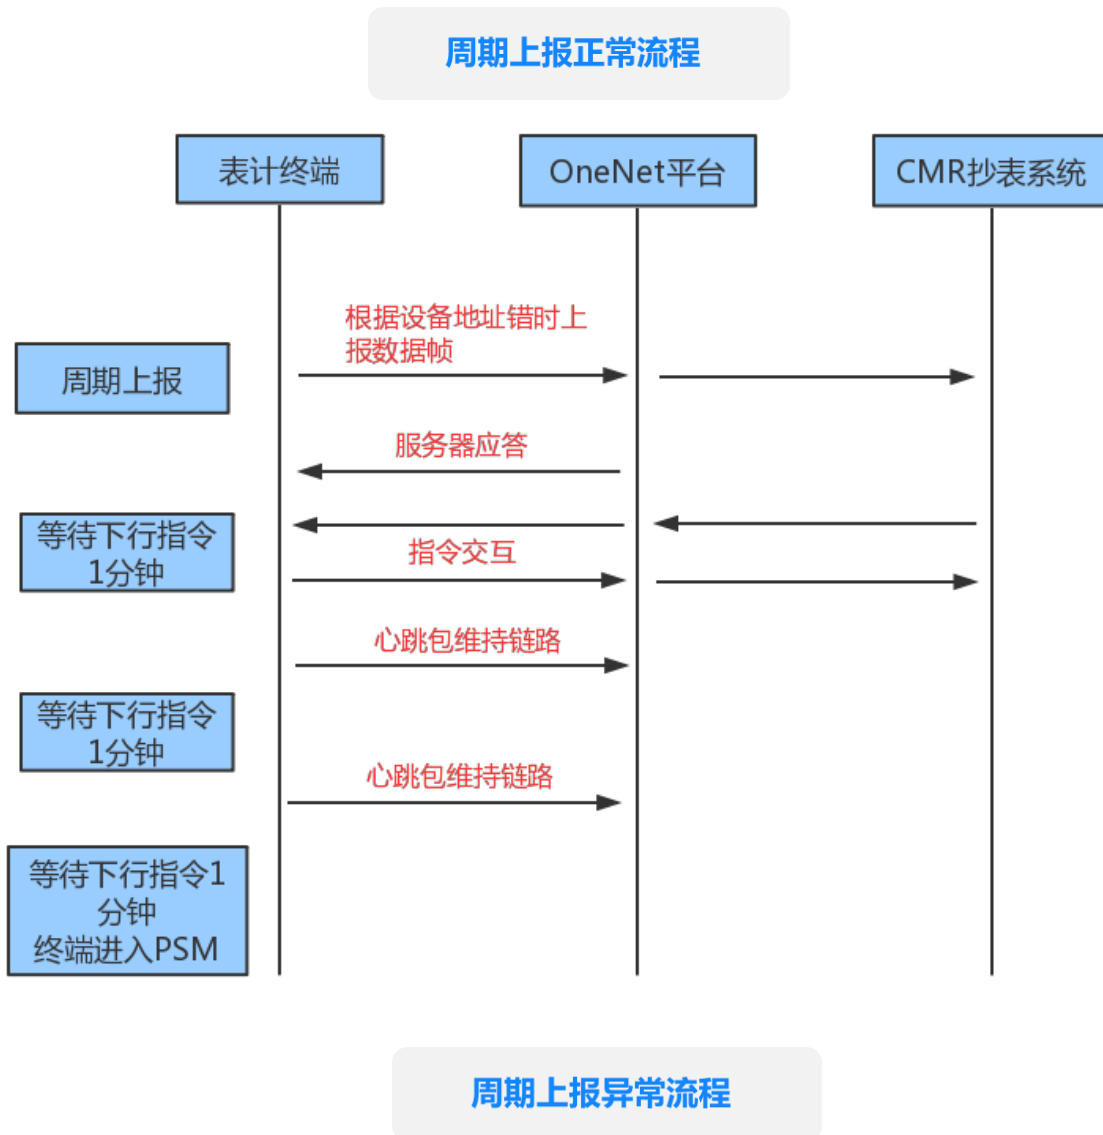 周期上报正常流程
表计终端
OneNet平台
CMR抄表系统
根据设备地址错时上
报数据帧
周期上报
服务器应答
等待下行指令
1分钟
指令交互
心跳包维持链路
等待下行指令
1分钟
心跳包维持链路
等待下行指令1
分钟
终端进入PSM
周期上报异常流程